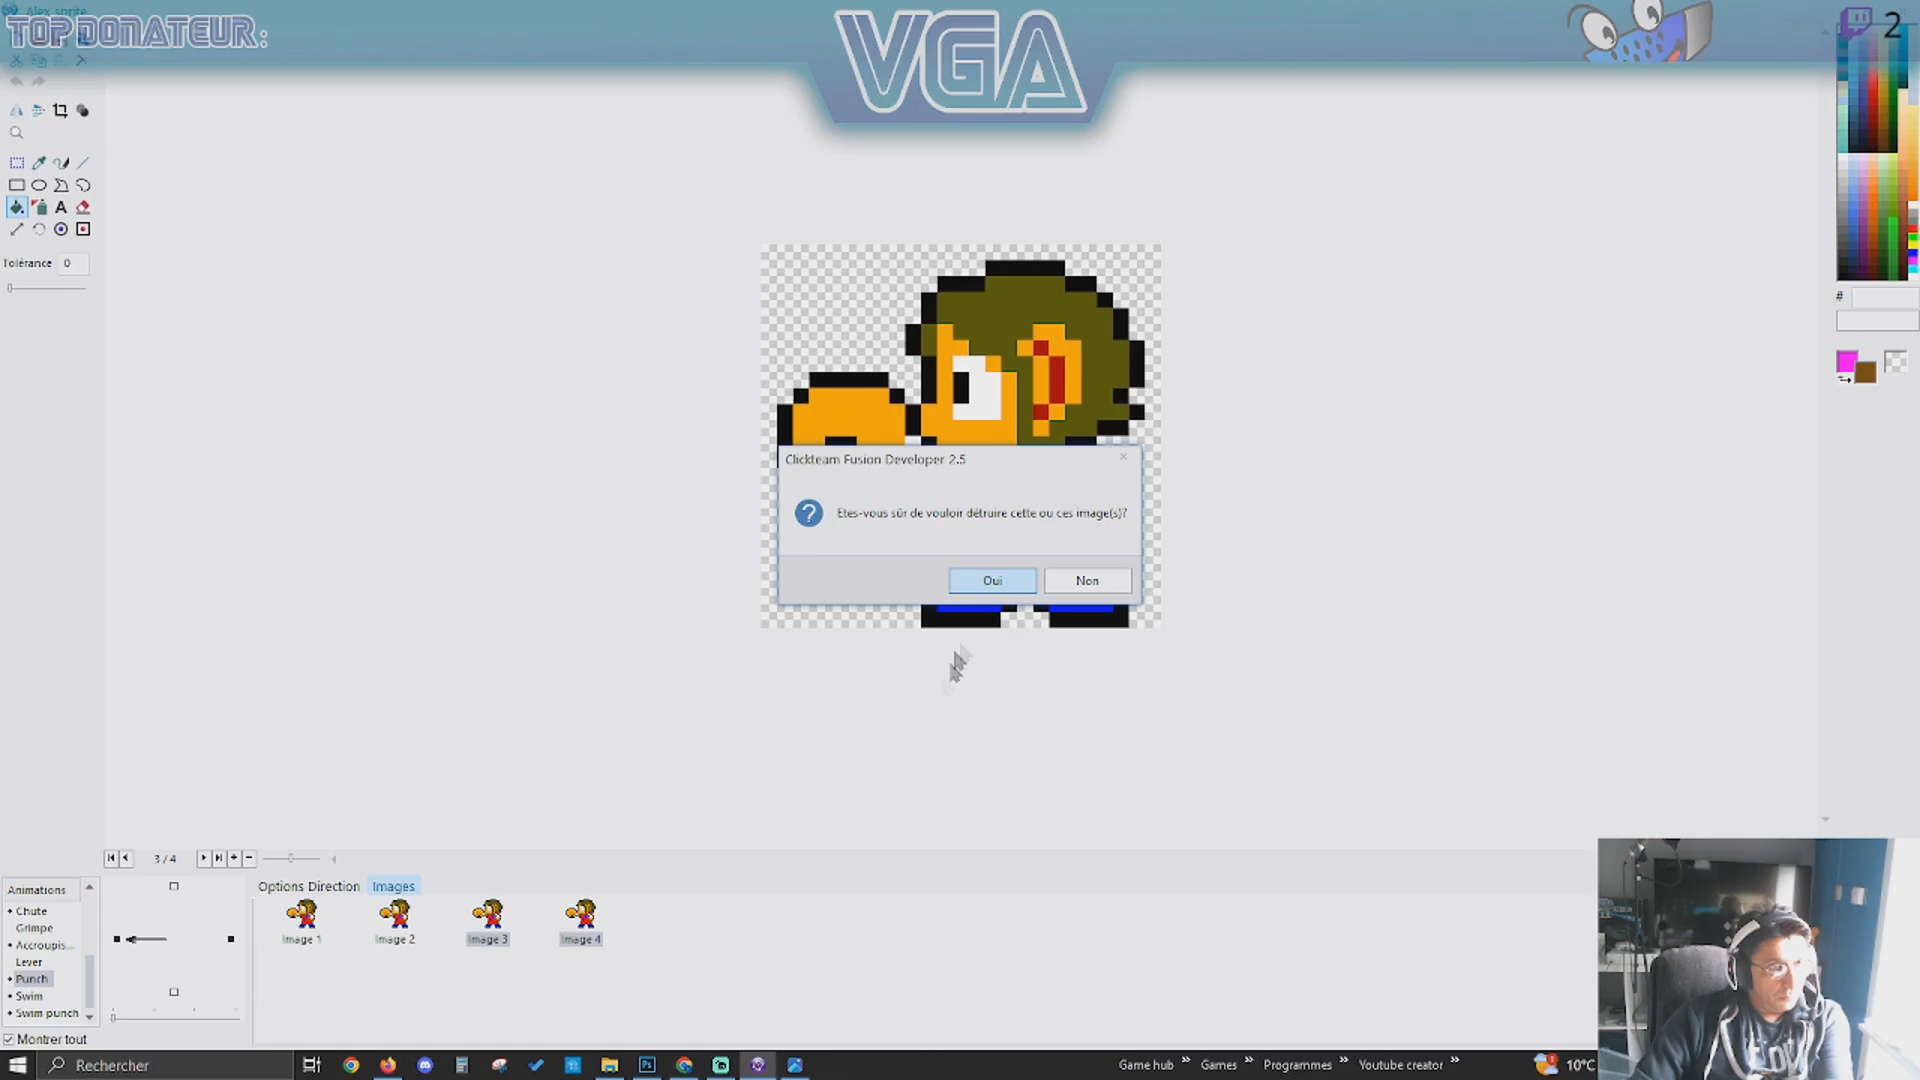 Alex sprite
TOP DONATEUR:
VGA
2
A
Tolérance 0
#
Clickteam Fusion Developer 2.5
Etes-vous sûr de vouloir détruire cette ou ces image(s)?
Oui
Non
3 / 4
Animations
Options Direction
Images
Chute
Grimpe
Accroupis...
Lever
Punch
Swim
Swim punch
Image 1
Image 2
Image 3
Image 4
Montrer tout
Rechercher
Game hub
Games
Programmes
Youtube creator
10°C